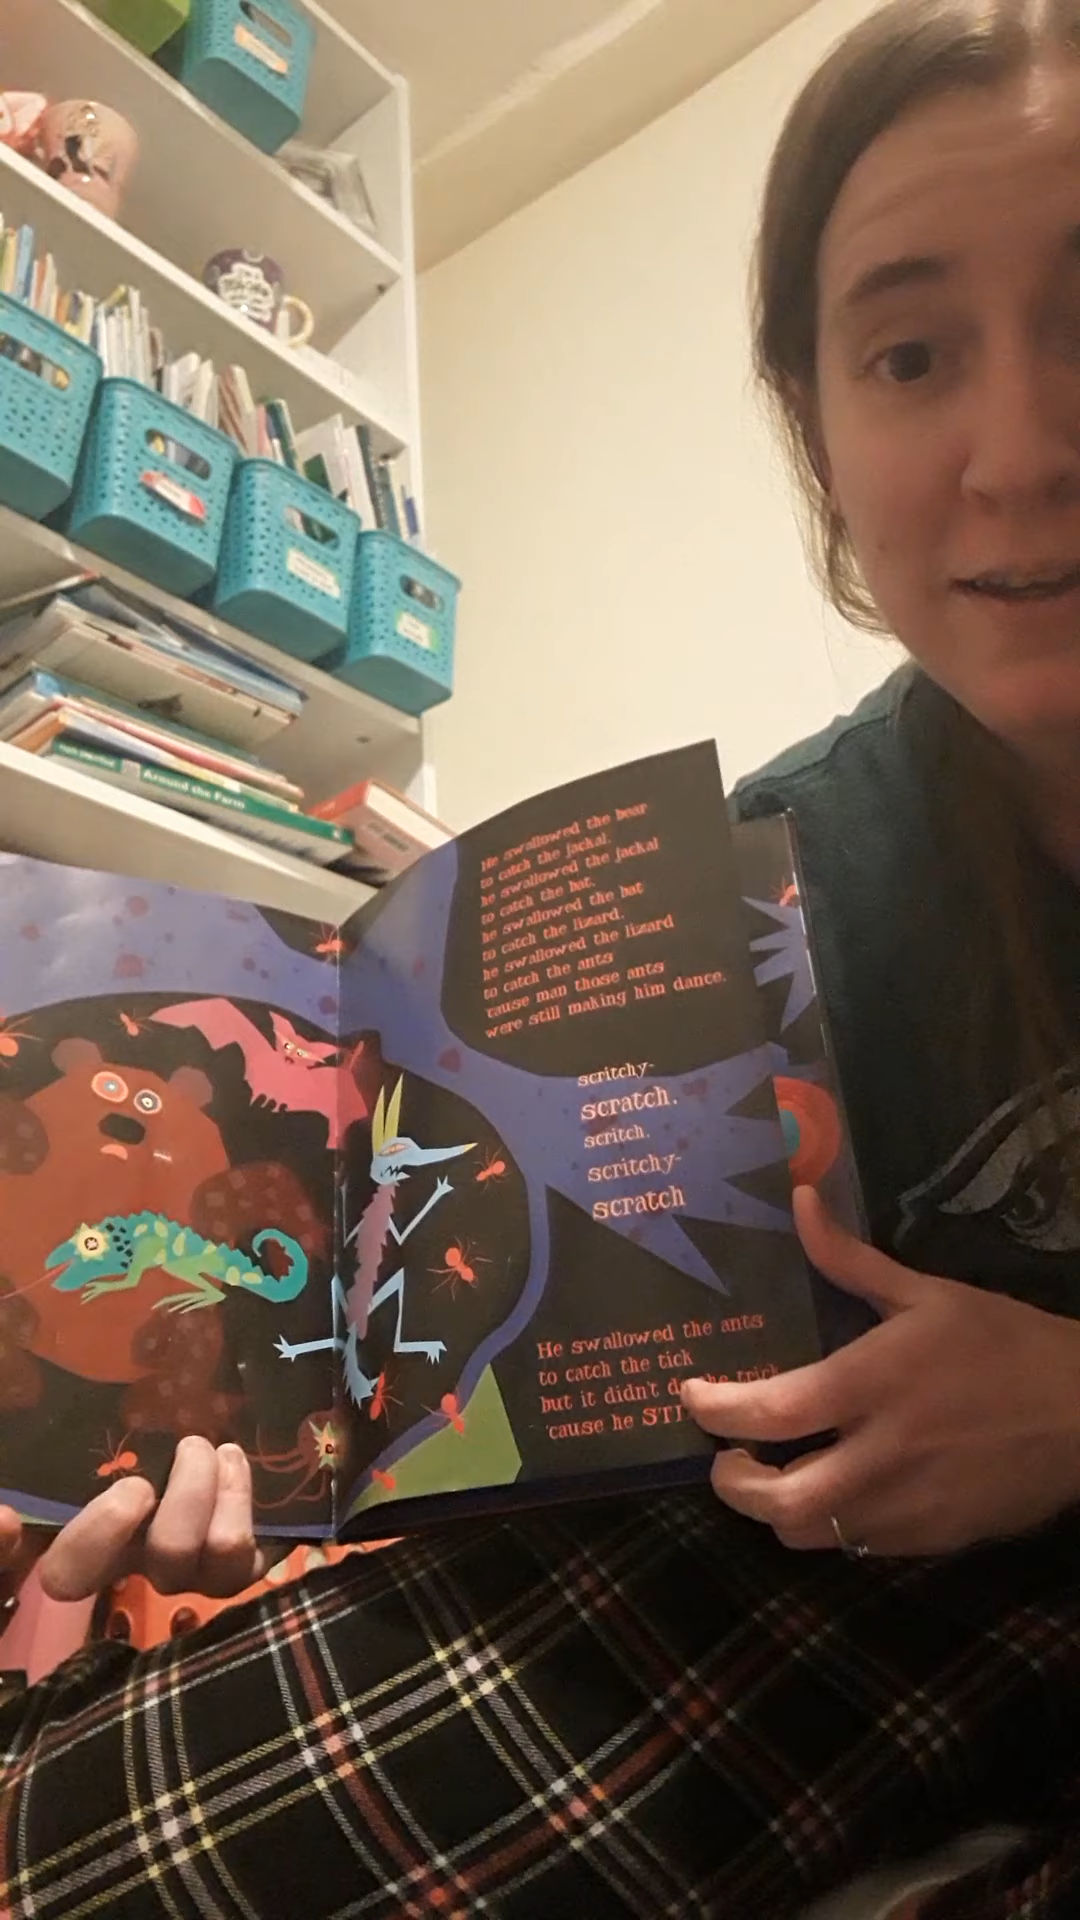 Around the Farm
He swallowed the bear
to catch the jackal.
he swallowed the jackal
to catch the bat.
he swallowed the bat
to catch the lizard.
he swallowed the lizard
to catch the ants
'cause man those ants
were still making him dance.
scritchy-
scratch.
scritch.
scritchy-
scratch
He swallowed the ants
to catch the tick
but it didn't the trick
'cause he